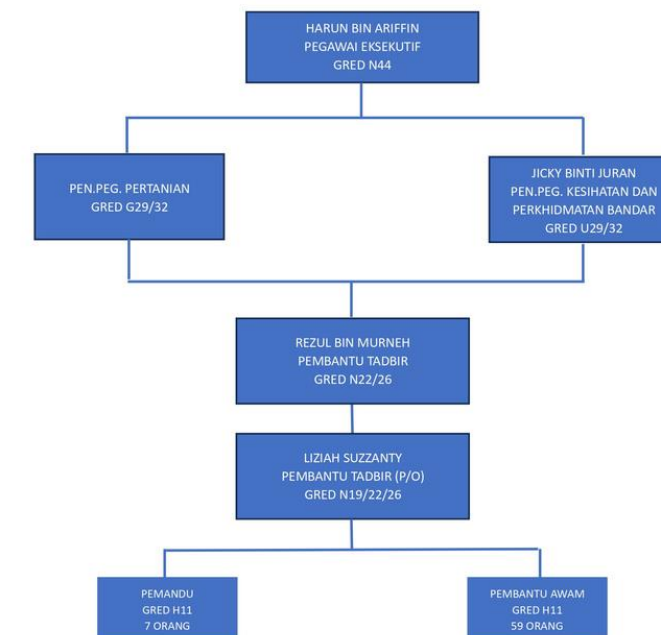 HARUN BIN ARIFFIN
PEGAWAI EKSEKUTIF
GRED N44
PEN.PEG. PERTANIAN
GRED G29/32
JICKY BINTI JURAN
PEN.PEG. KESIHATAN DAN
PERKHIDMATAN BANDAR
GRED U29/32
REZUL BIN MURNEH
PEMBANTU TADBIR
GRED N22/26
LIZIAH SUZZANTY
PEMBANTU TADBIR (P/O)
GRED N19/22/26
PEMANDU
GRED H11
7 ORANG
PEMBANTU AWAM
GRED H11
59 ORANG